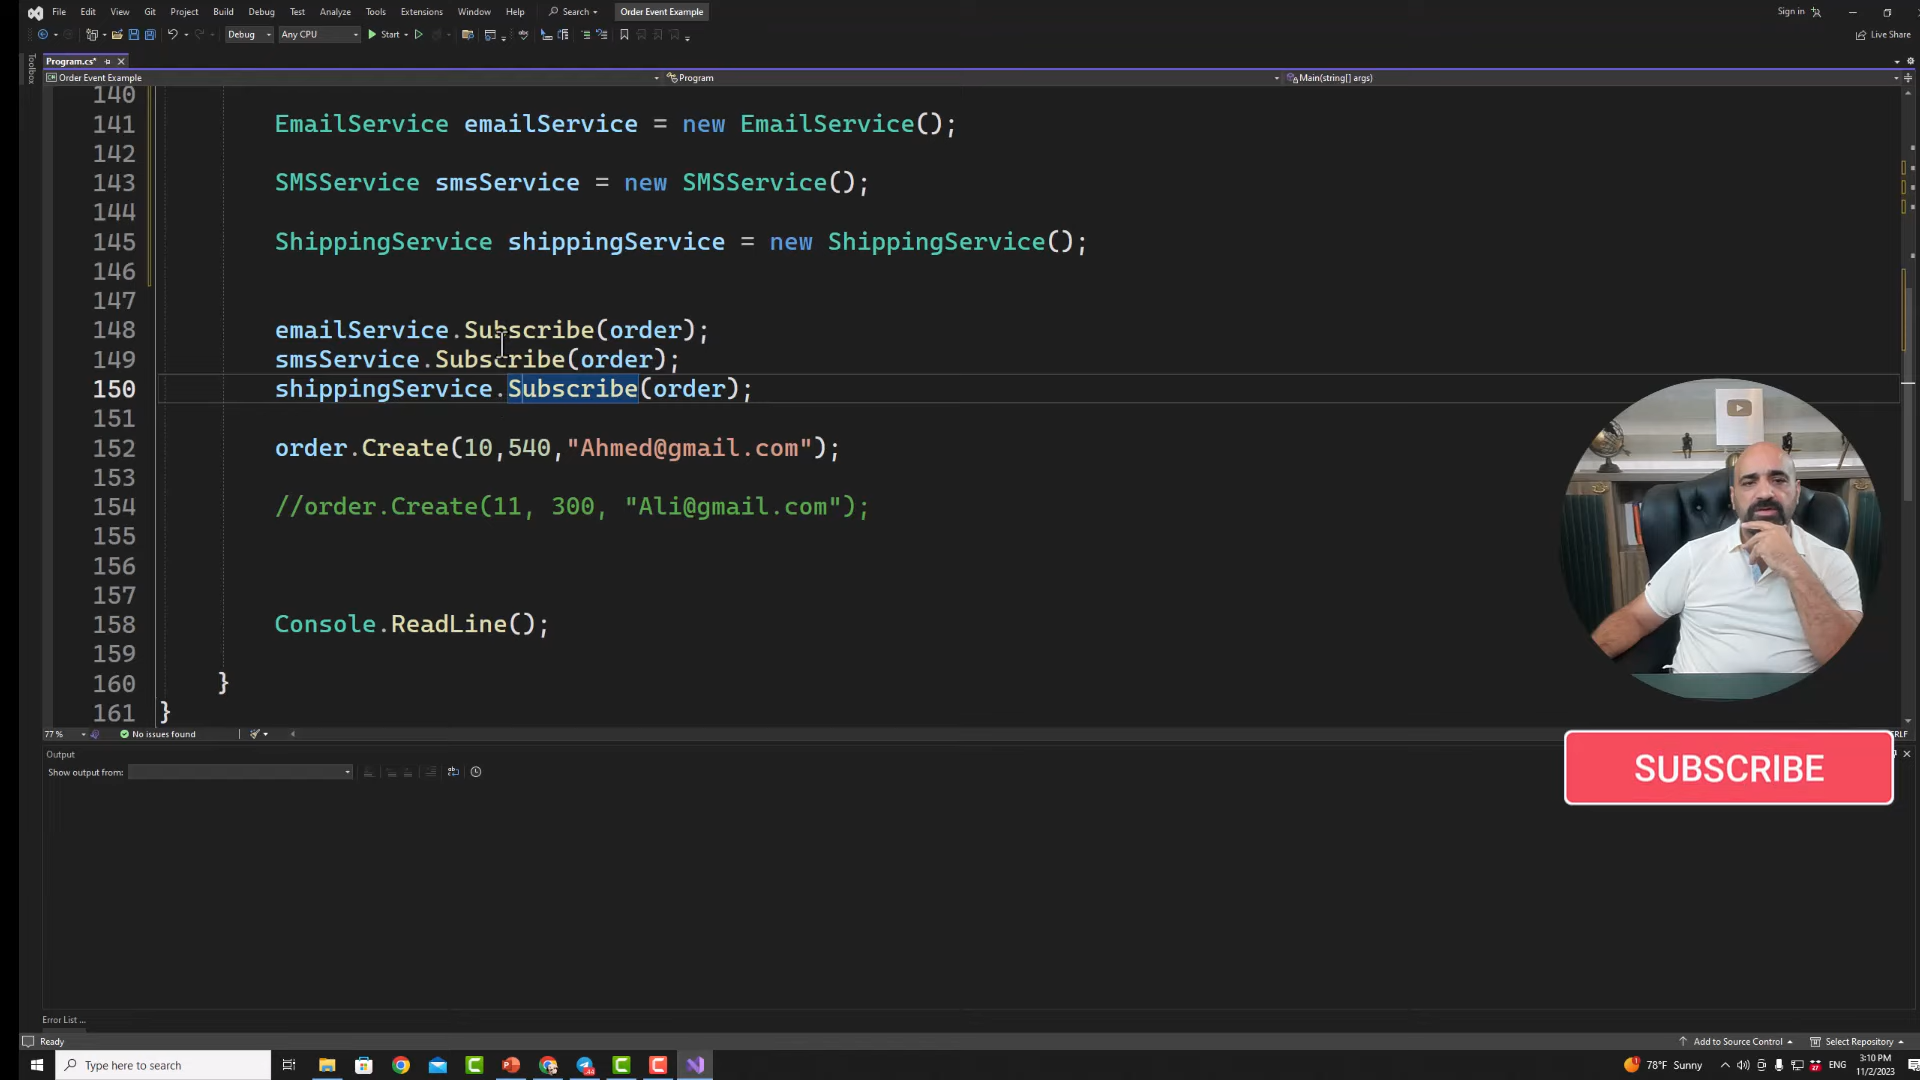 File Edit View Git Project Build Debug Test Analyze Tools Extensions Window Help Search Order Event Example Sign in
Debug Any CPU Start Live Share
Program.cs*
Order Event Example Program Main(string[] args)
Toolbox
140
141 EmailService emailService = new EmailService();
142
143 SMSService smsService = new SMSService();
144
145 ShippingService shippingService = new ShippingService();
146
147
148 emailService.Subscribe(order);
149 smsService.Subscribe(order);
150 shippingService.Subscribe(order);
151
152 order.Create(10,540,"Ahmed@gmail.com");
153
154 //order.Create(11, 300, "Ali@gmail.com");
155
156
157
158 Console.ReadLine();
159
160 }
161 }
77 % No issues found CRLF
SUBSCRIBE
Output
Show output from:
Error List ...
Ready Add to Source Control Select Repository
Type here to search 78°F Sunny ENG 3:10 PM
11/2/2023